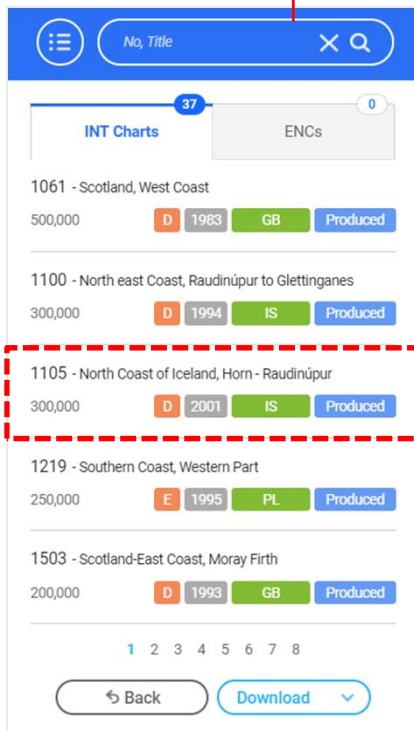 No, Title
37
0
INT Charts
ENCs
1061 - Scotland, West Coast
500,000 D 1983 GB Produced
1100 - North east Coast, Raudinúpur to Glettinganes
300,000 D 1994 IS Produced
1105 - North Coast of Iceland, Horn - Raudinúpur
300,000 D 2001 IS Produced
1219 - Southern Coast, Western Part
250,000 E 1995 PL Produced
1503 - Scotland-East Coast, Moray Firth
200,000 D 1993 GB Produced
1 2 3 4 5 6 7 8
Back Download